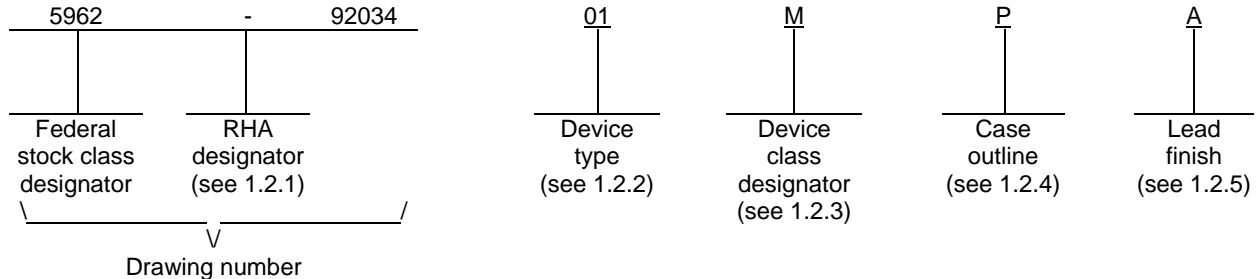 5962 - 92034 01 M P A
Federal stock class designator
RHA designator (see 1.2.1)
Device type (see 1.2.2)
Device class designator (see 1.2.3)
Case outline (see 1.2.4)
Lead finish (see 1.2.5)
\ /
\/
Drawing number